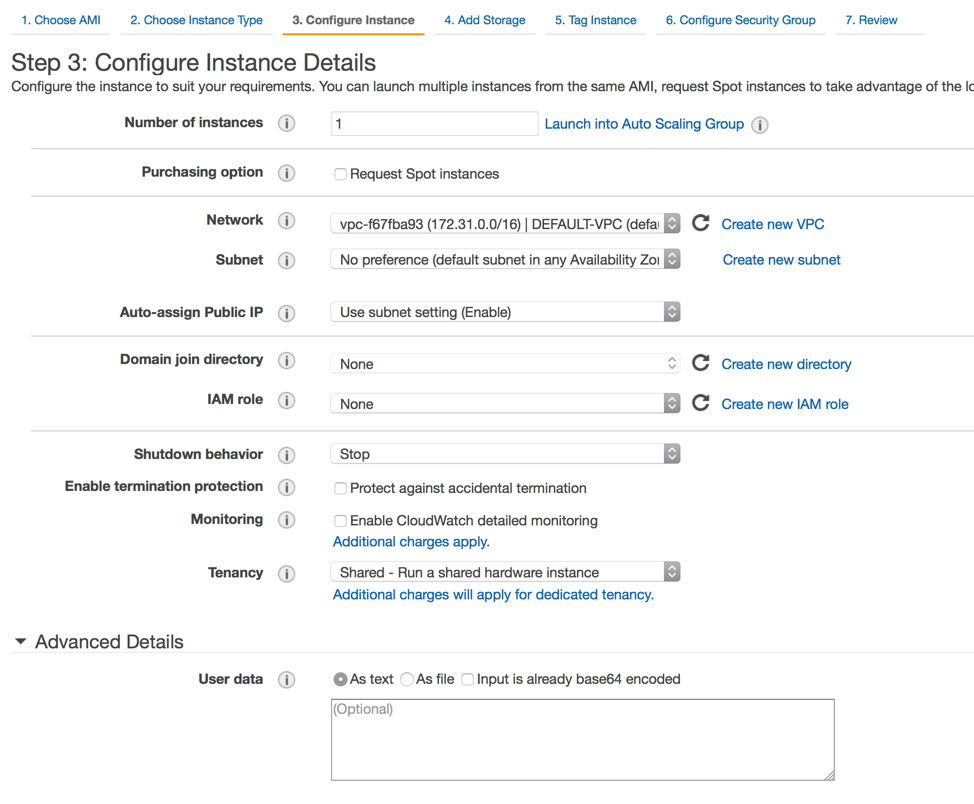 1. Choose AMI 2. Choose Instance Type 3. Configure Instance 4. Add Storage 5. Tag Instance 6. Configure Security Group 7. Review
Step 3: Configure Instance Details
Configure the instance to suit your requirements. You can launch multiple instances from the same AMI, request Spot instances to take advantage of the
Number of instances i 1 Launch into Auto Scaling Group i
Purchasing option i Request Spot instances
Network i vpc-f67fba93 (172.31.0.0/16) | DEFAULT-VPC (defa Create new VPC
Subnet i No preference (default subnet in any Availability Zo Create new subnet
Auto-assign Public IP i Use subnet setting (Enable)
Domain join directory i None Create new directory
IAM role i None Create new IAM role
Shutdown behavior i Stop
Enable termination protection i Protect against accidental termination
Monitoring i Enable CloudWatch detailed monitoring
Additional charges apply.
Tenancy i Shared - Run a shared hardware instance
Additional charges will apply for dedicated tenancy.
Advanced Details
User data i As text As file Input is already base64 encoded
(Optional)